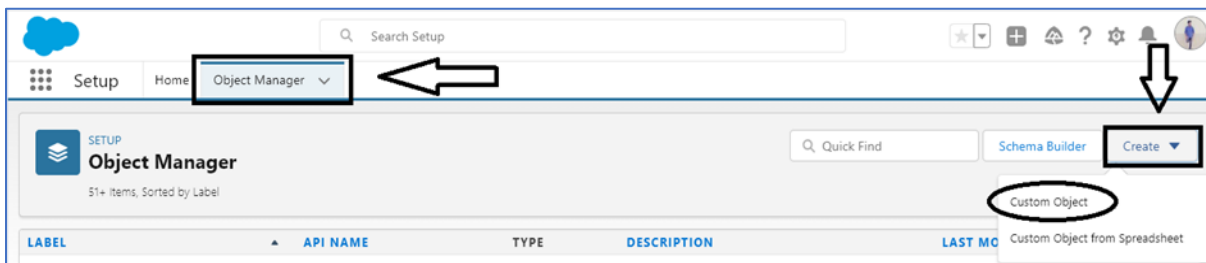 Search Setup
Setup Home Object Manager
SETUP
Object Manager
51+ Items, Sorted by Label
Quick Find
Schema Builder
Create
Custom Object
Custom Object from Spreadsheet
LABEL API NAME TYPE DESCRIPTION LAST MO